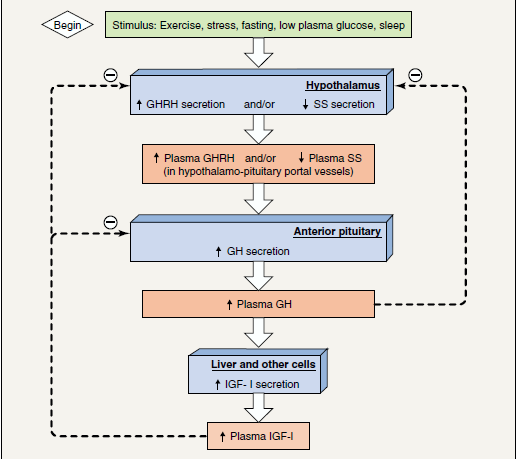 Begin
Stimulus: Exercise, stress, fasting, low plasma glucose, sleep
Hypothalamus
↑ GHRH secretion and/or ↓ SS secretion
↑ Plasma GHRH and/or ↓ Plasma SS
(in hypothalamo-pituitary portal vessels)
Anterior pituitary
↑ GH secretion
↑ Plasma GH
Liver and other cells
↑ IGF- I secretion
↑ Plasma IGF-I